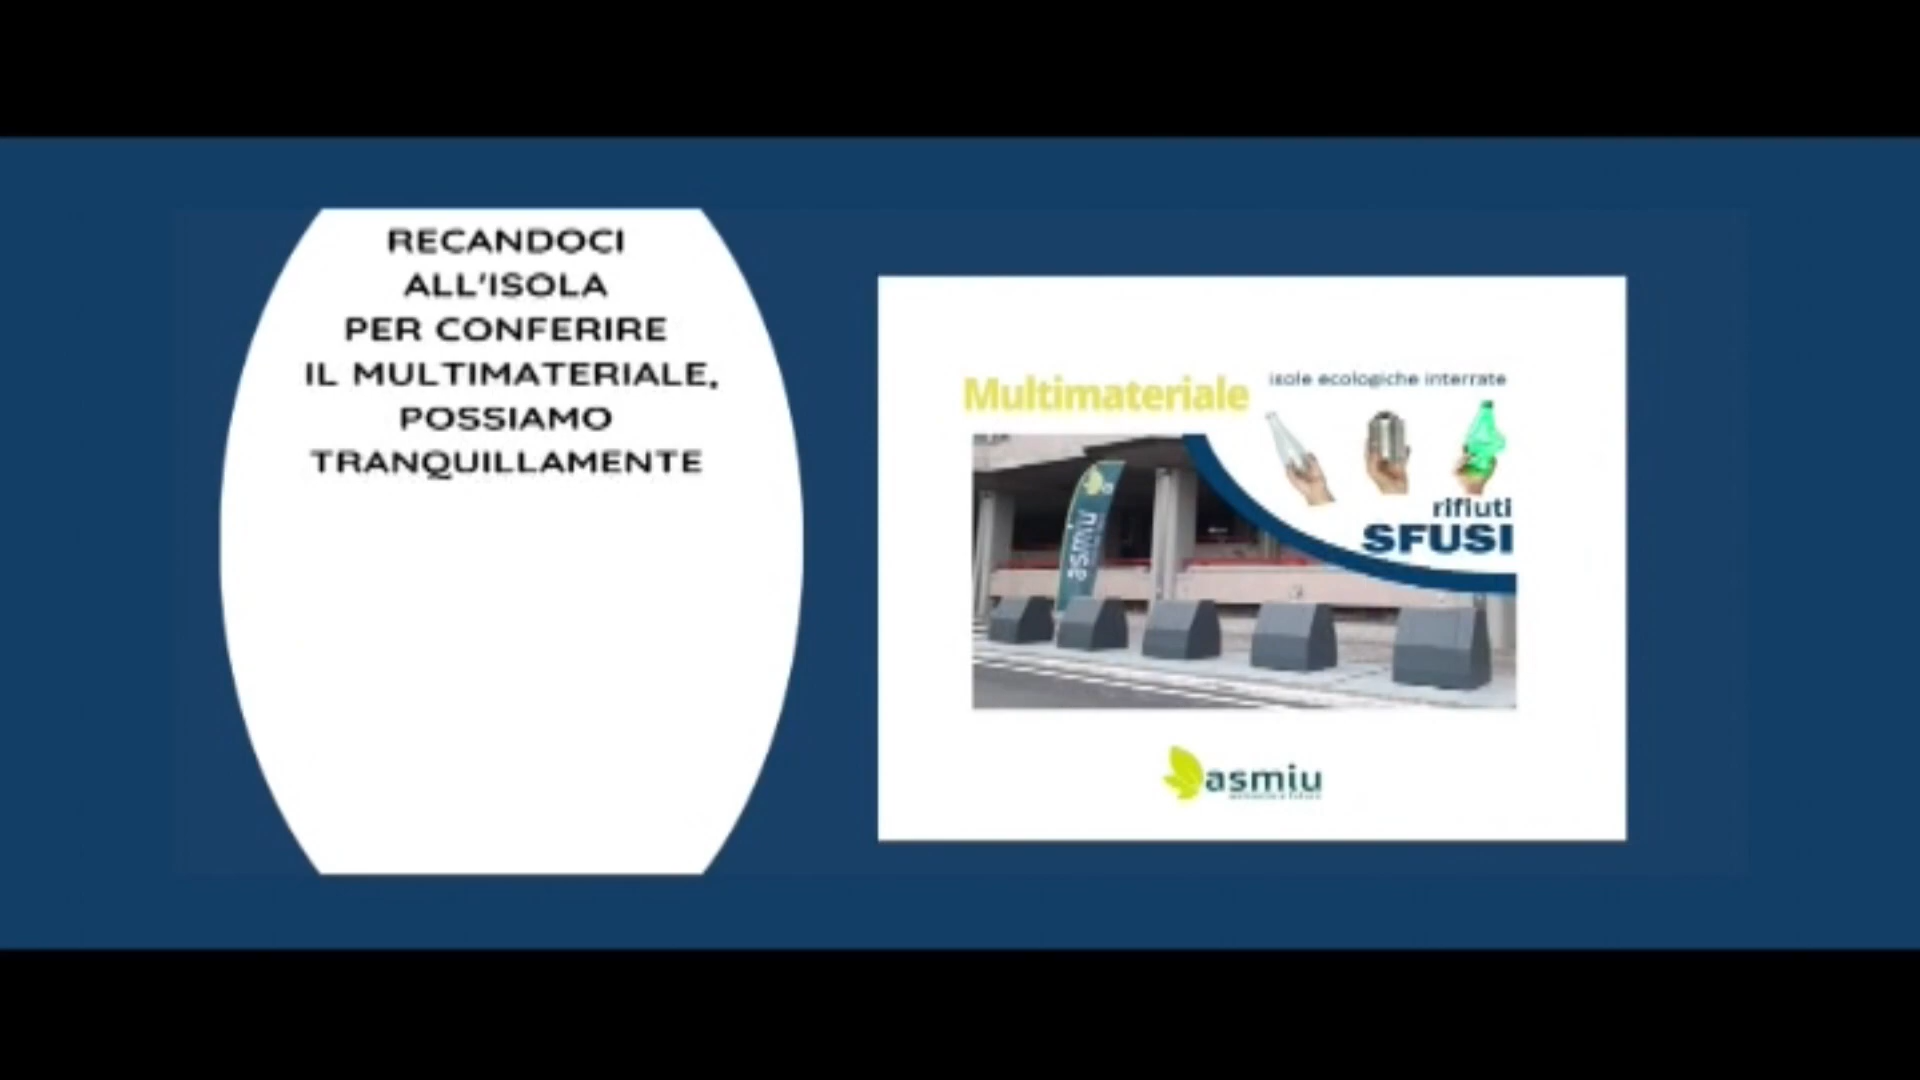 RECANDOCI
ALL'ISOLA
PER CONFERIRE
IL MULTIMATERIALE,
POSSIAMO
TRANQUILLAMENTE
Multimateriale
isole ecologiche interrate
rifiuti
SFUSI
asmiu
asmiu